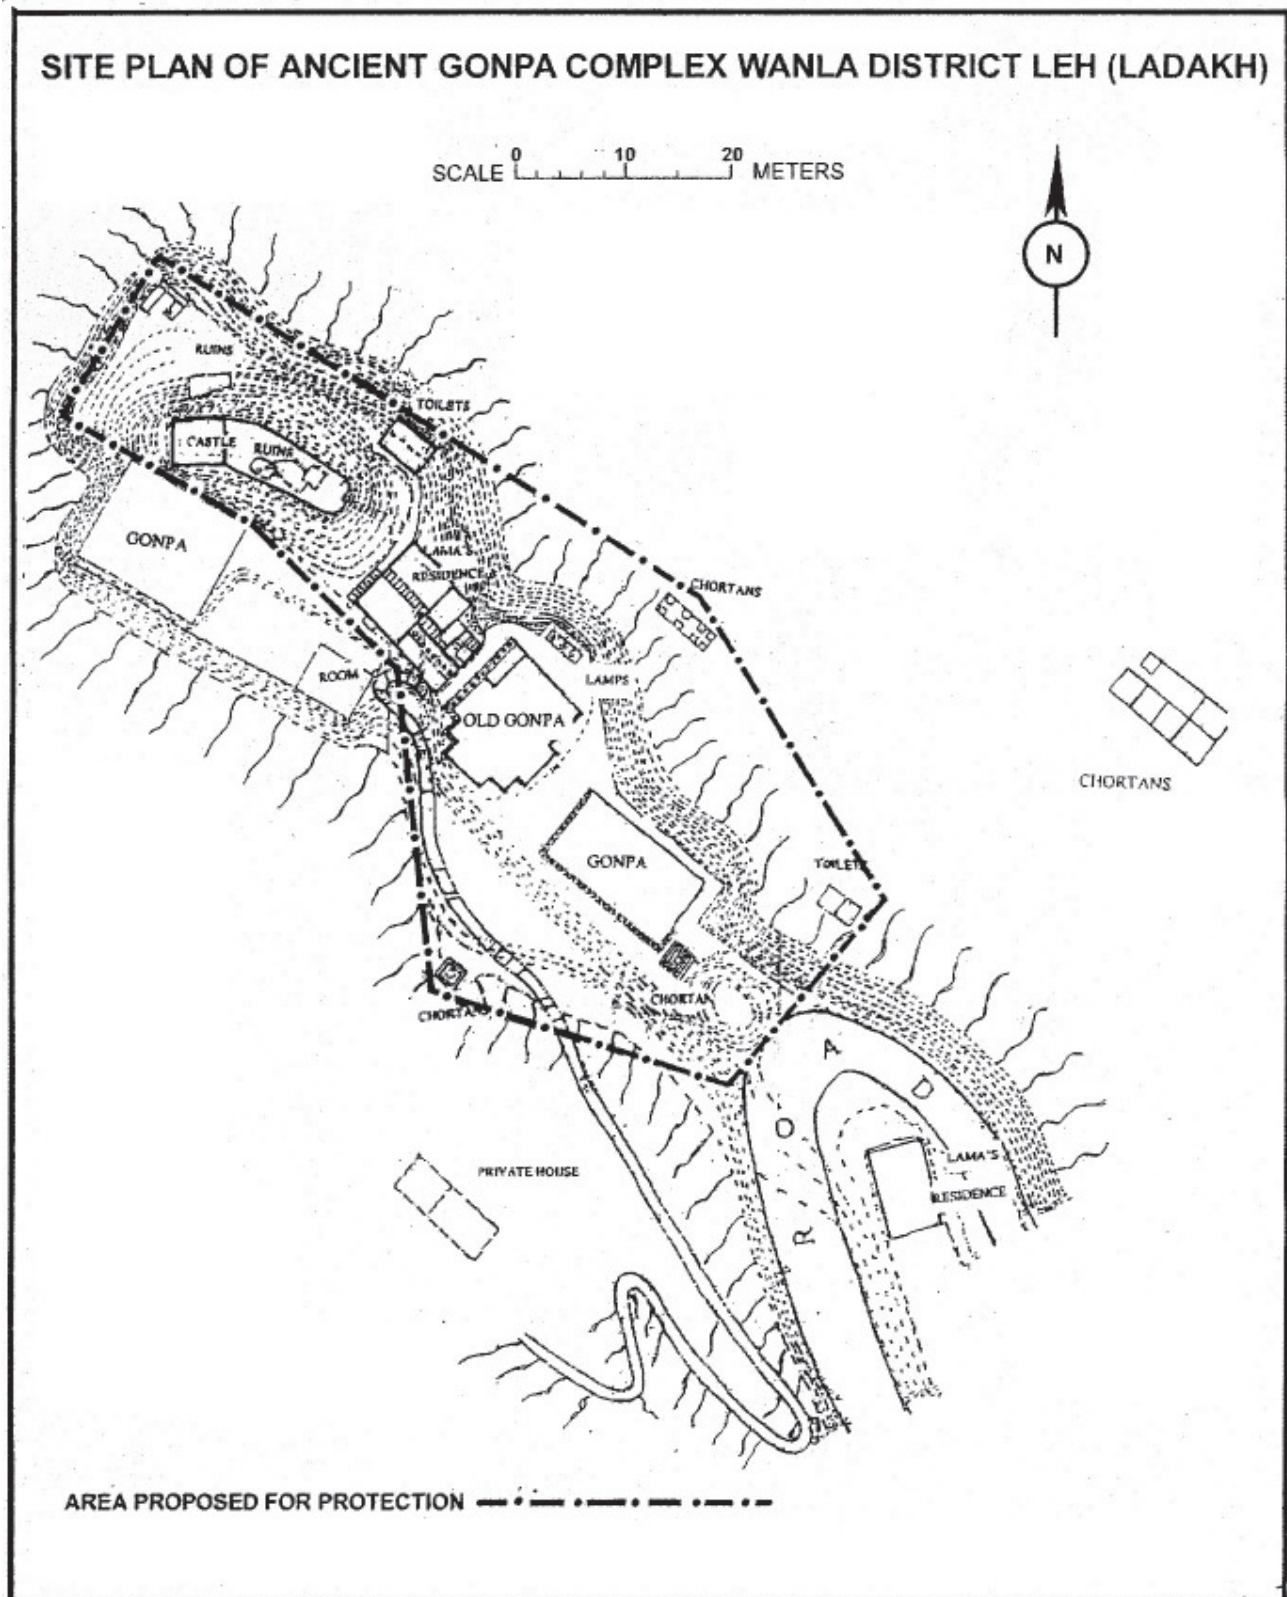 SITE PLAN OF ANCIENT GONPA COMPLEX WANLA DISTRICT LEH (LADAKH)
0 10 20
SCALE METERS
N
RUINS
TOILETS
CASTLE
RUINS
GONPA
LAMA'S
RESIDENCE
CHORTANS
ROOM
LAMPS
OLD GONPA
CHORTANS
GONPA
TOILETS
CHORTAN
CHORTANS
ROAD
PRIVATE HOUSE
LAMA'S
RESIDENCE
AREA PROPOSED FOR PROTECTION